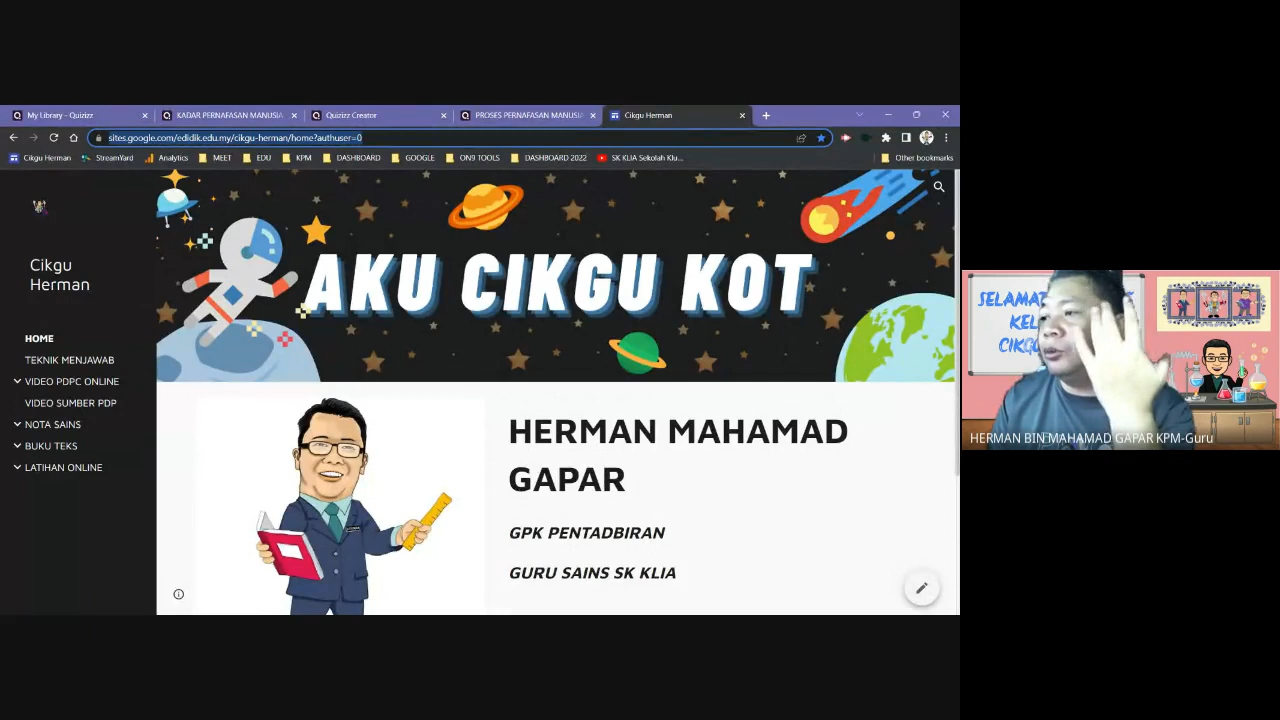 My Library - Quizizz
KADAR PERNAFASAN MANUSIA
Quizizz Creator
PROSES PERNAFASAN MANUSIA
Cikgu Herman
sites.google.com/edidik.edu.my/cikgu-herman/home?authuser=0
Cikgu Herman
StreamYard
Analytics
MEET
EDU
KPM
DASHBOARD
GOOGLE
ON9 TOOLS
DASHBOARD 2022
SK KLIA Sekolah Klu...
Other bookmarks
Cikgu
Herman
HOME
TEKNIK MENJAWAB
VIDEO PDPC ONLINE
VIDEO SUMBER PDP
NOTA SAINS
BUKU TEKS
LATIHAN ONLINE
AKU CIKGU KOT
HERMAN MAHAMAD
GAPAR
GPK PENTADBIRAN
GURU SAINS SK KLIA
HERMAN BIN MAHAMAD GAPAR KPM-Guru